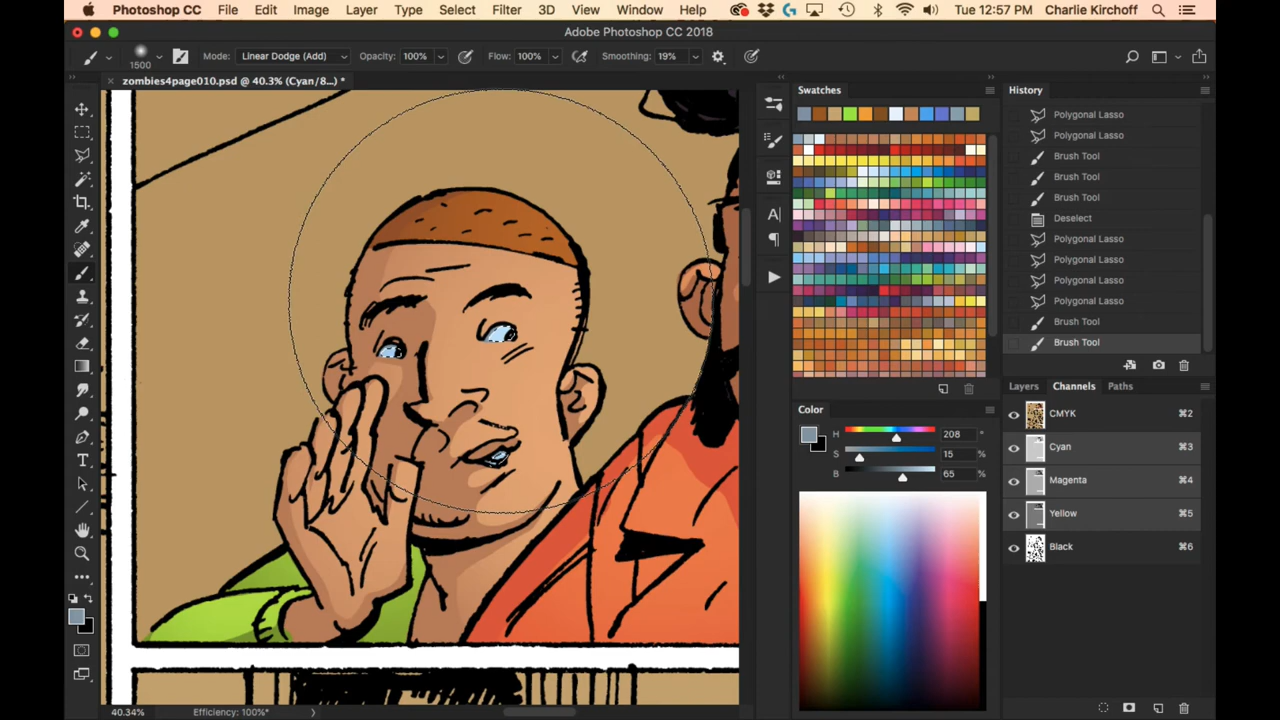 Photoshop CC File Edit Image Layer Type Select Filter 3D View Window Help Tue 12:57 PM Charlie Kirchoff
Adobe Photoshop CC 2018
1500 Mode: Linear Dodge (Add) Opacity: 100% Flow: 100% Smoothing: 19%
zombies4page010.psd @ 40.3% (Cyan/8...) *
Swatches
History
Polygonal Lasso
Polygonal Lasso
Brush Tool
Brush Tool
Brush Tool
Deselect
Polygonal Lasso
Polygonal Lasso
Polygonal Lasso
Polygonal Lasso
Brush Tool
Brush Tool
Layers Channels Paths
CMYK ⌘2
Cyan ⌘3
Magenta ⌘4
Yellow ⌘5
Black ⌘6
Color
H 208 °
S 15 %
B 65 %
40.34% Efficiency: 100%*